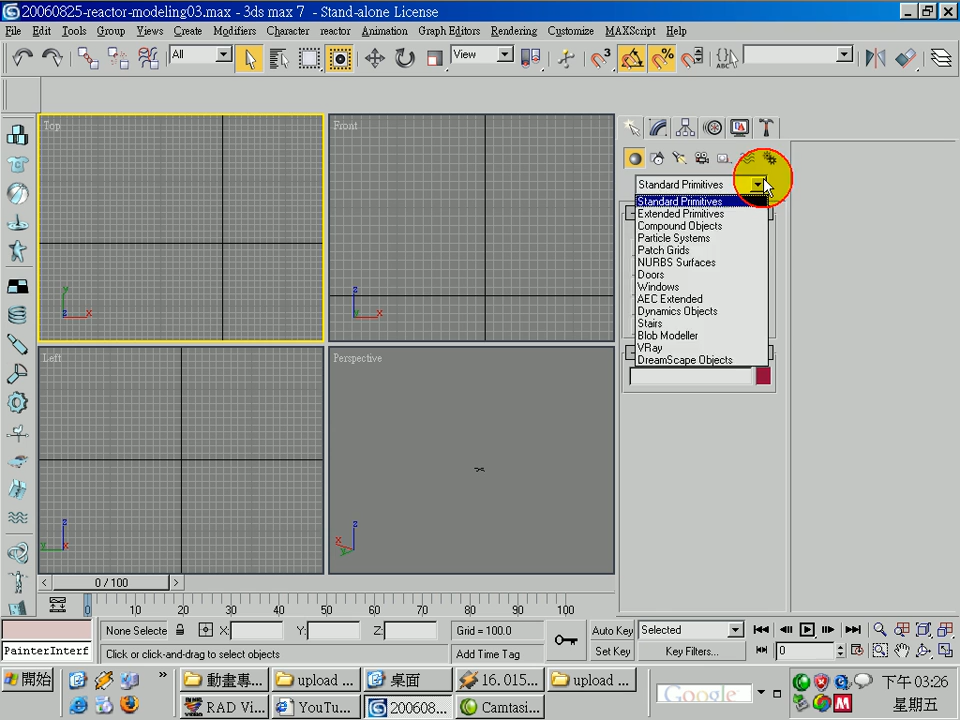 20060825-reactor-modeling03.max - 3ds max 7 - Stand-alone License
File Edit Tools Group Views Create Modifiers Character reactor Animation Graph Editors Rendering Customize MAXScript Help
All
View
ABC
Top
Front
Standard Primitives
Standard Primitives
Extended Primitives
Compound Objects
Particle Systems
Patch Grids
NURBS Surfaces
Doors
Windows
AEC Extended
Dynamics Objects
Stairs
Blob Modeller
VRay
DreamScape Objects
y
z x
z
y x
Left
Perspective
z
y x
z
x
y
< 0 / 100 >
0 10 20 30 40 50 60 70 80 90 100
None Selecte X: Y: Z: Grid = 100.0 Auto Key Selected
PainterInterf Click or click-and-drag to select objects Add Time Tag Set Key Key Filters... 0
開始 » 動畫專... upload ... 桌面 16.015... upload ... 下午 03:26
RAD Vi... YouTu... 200608... Camtasi... Google 星期五